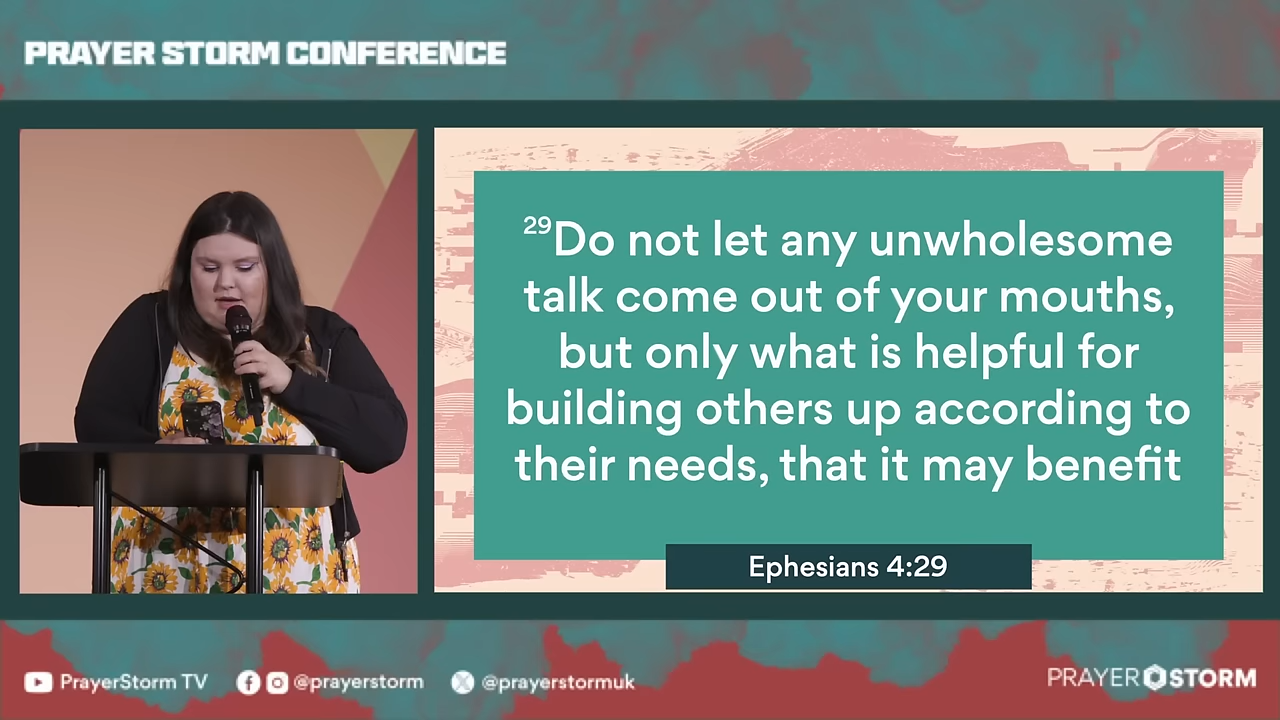 PRAYER STORM CONFERENCE
29Do not let any unwholesome
talk come out of your mouths,
but only what is helpful for
building others up according to
their needs, that it may benefit
Ephesians 4:29
PrayerStorm TV
@prayerstorm
@prayerstormuk
PRAYER STORM